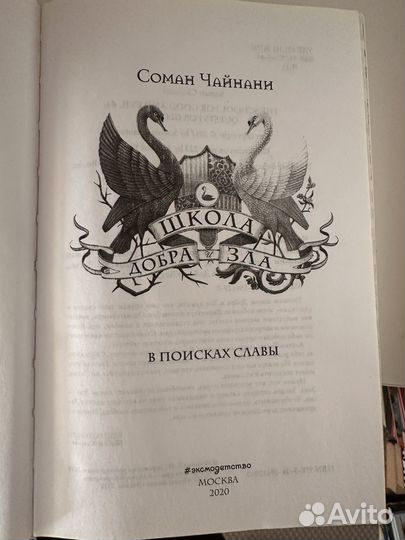 Соман Чайнани
ШКОЛА
ДОБРА И ЗЛА
В ПОИСКАХ СЛАВЫ
#эксмодетство
МОСКВА
2020
Avito